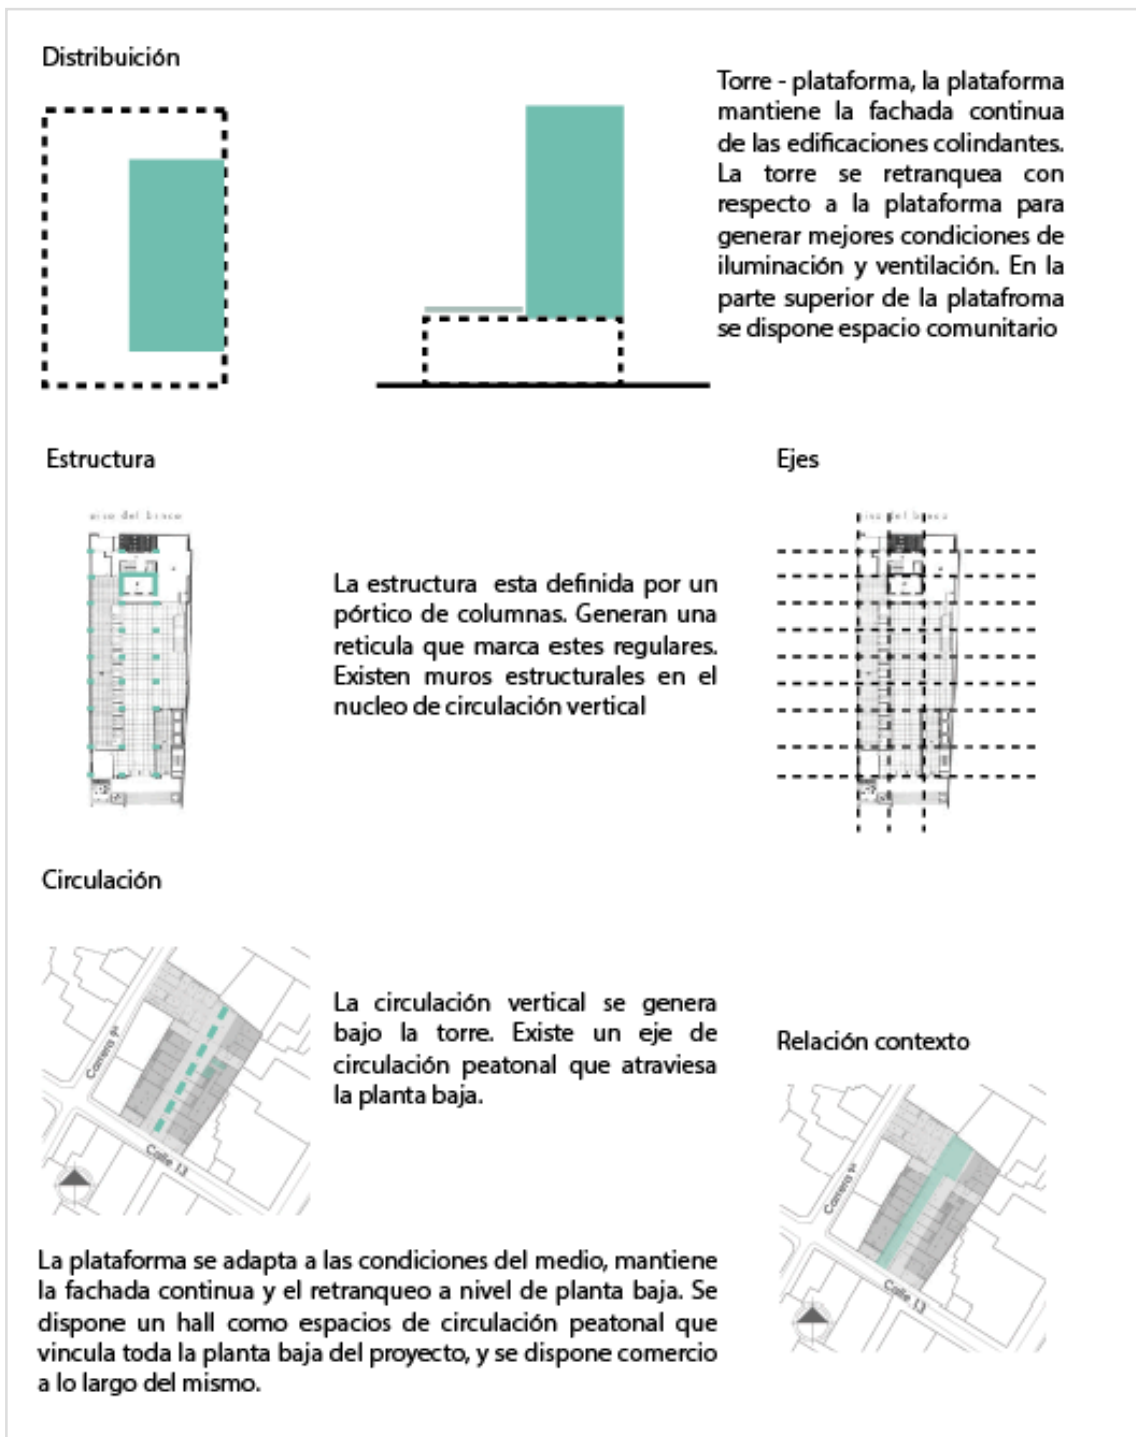 Distribuición
Torre - plataforma, la plataforma
mantiene la fachada continua
de las edificaciones colindantes.
La torre se retranquea con
respecto a la plataforma para
generar mejores condiciones de
iluminación y ventilación. En la
parte superior de la platafroma
se dispone espacio comunitario
Estructura
La estructura esta definida por un
pórtico de columnas. Generan una
reticula que marca estes regulares.
Existen muros estructurales en el
nucleo de circulación vertical
Ejes
Circulación
Carrera 9ª
Calle 13
La circulación vertical se genera
bajo la torre. Existe un eje de
circulación peatonal que atraviesa
la planta baja.
Relación contexto
Carrera 9ª
Calle 13
La plataforma se adapta a las condiciones del medio, mantiene
la fachada continua y el retranqueo a nivel de planta baja. Se
dispone un hall como espacios de circulación peatonal que
vincula toda la planta baja del proyecto, y se dispone comercio
a lo largo del mismo.